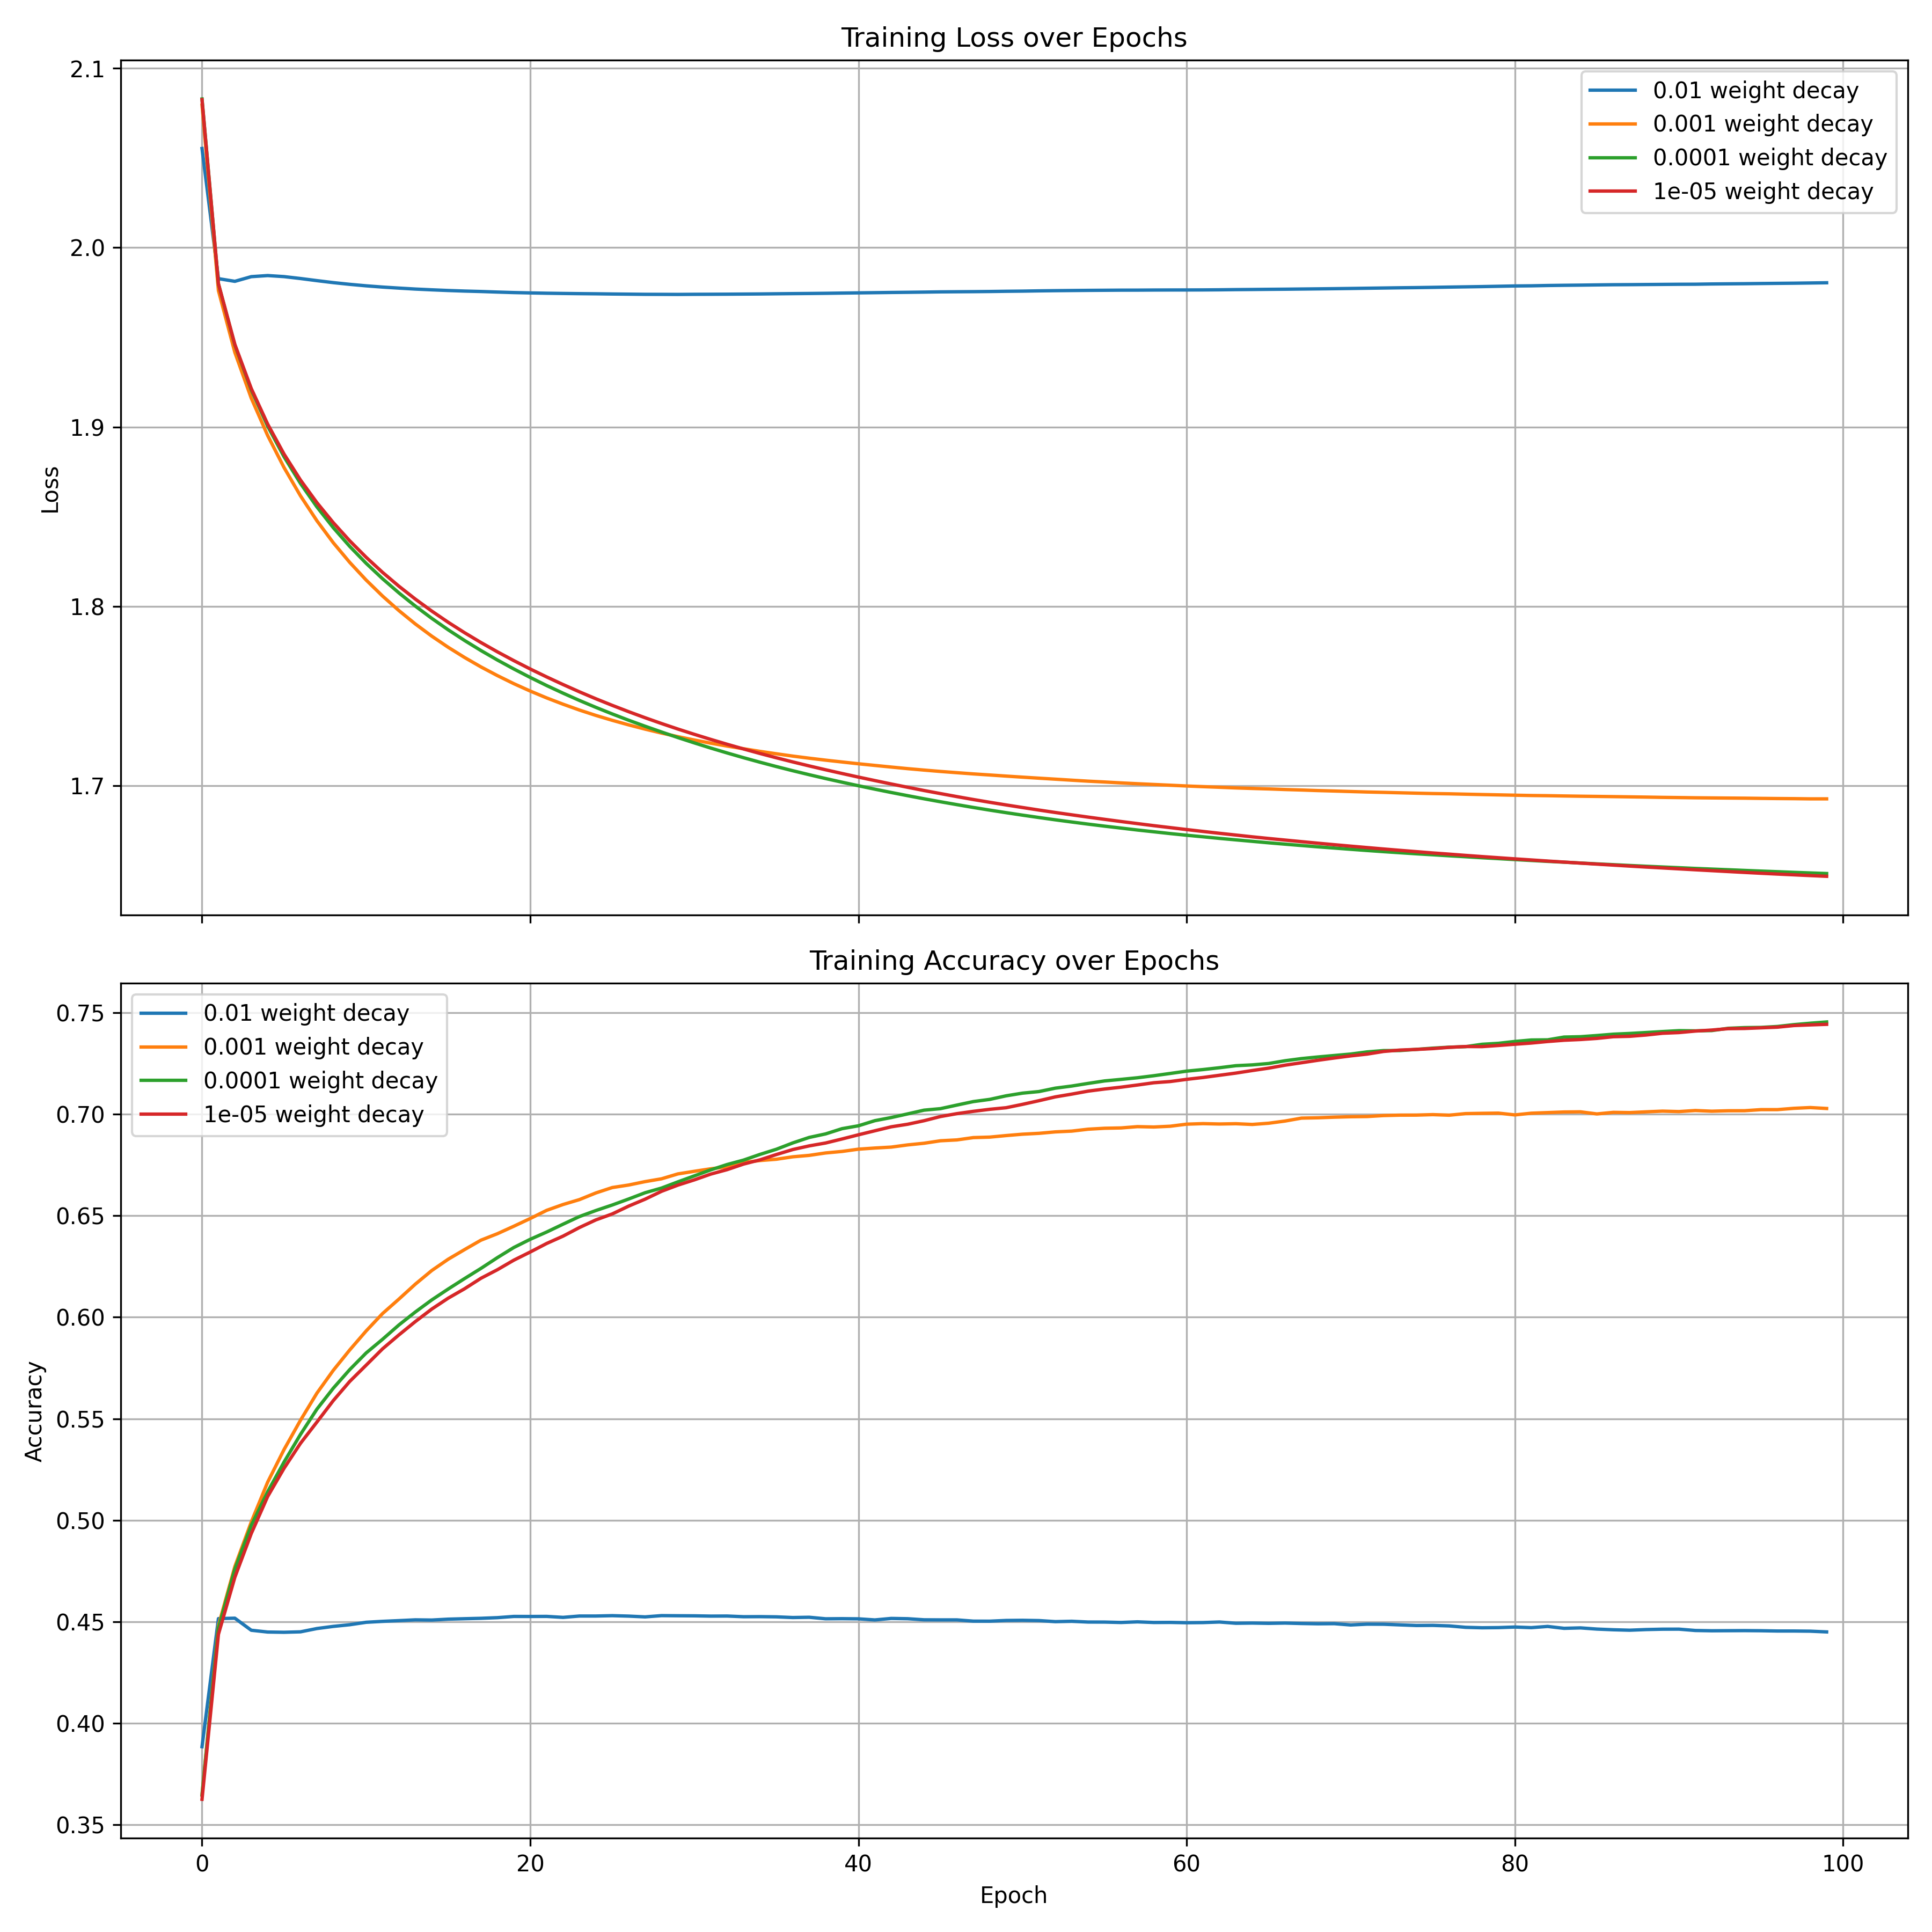 Training Loss over Epochs
2.1
2.0
1.9
1.8
1.7
Loss
0.01 weight decay
0.001 weight decay
0.0001 weight decay
1e-05 weight decay
Training Accuracy over Epochs
0.75
0.70
0.65
0.60
0.55
0.50
0.45
0.40
0.35
Accuracy
0.01 weight decay
0.001 weight decay
0.0001 weight decay
1e-05 weight decay
0 20 40 60 80 100
Epoch